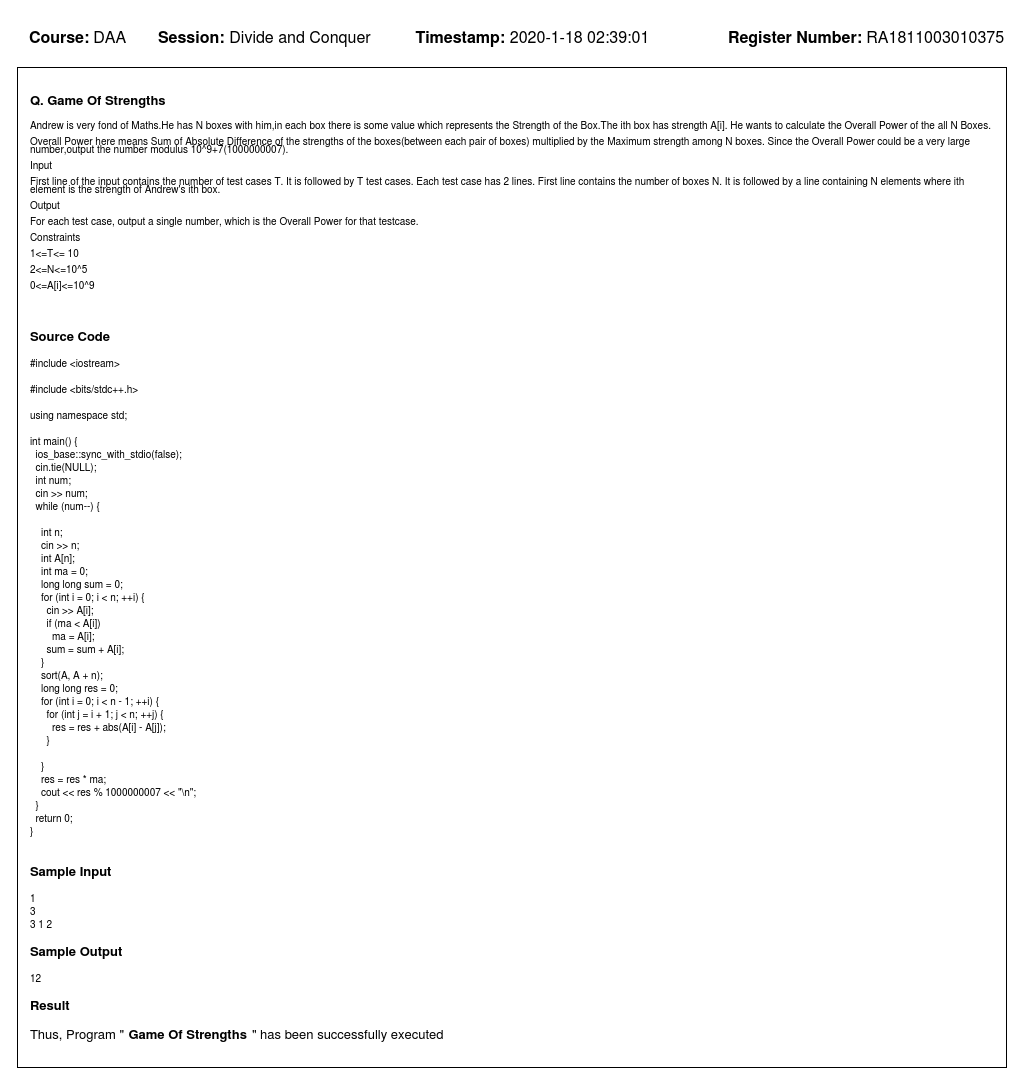 Course: DAA Session: Divide and Conquer Timestamp: 2020-1-18 02:39:01 Register Number: RA1811003010375
Q. Game Of Strengths
Andrew is very fond of Maths.He has N boxes with him,in each box there is some value which represents the Strength of the Box.The ith box has strength A[i]. He wants to calculate the Overall Power of the all N Boxes.
Overall Power here means Sum of Absolute Difference of the strengths of the boxes(between each pair of boxes) multiplied by the Maximum strength among N boxes. Since the Overall Power could be a very large
number,output the number modulus 10^9+7(1000000007).
Input
First line of the input contains the number of test cases T. It is followed by T test cases. Each test case has 2 lines. First line contains the number of boxes N. It is followed by a line containing N elements where ith
element is the strength of Andrew's ith box.
Output
For each test case, output a single number, which is the Overall Power for that testcase.
Constraints
1<=T<= 10
2<=N<=10^5
0<=A[i]<=10^9
Source Code
#include <iostream>
#include <bits/stdc++.h>
using namespace std;
int main() {
ios_base::sync_with_stdio(false);
cin.tie(NULL);
int num;
cin >> num;
while (num--) {
int n;
cin >> n;
int A[n];
int ma = 0;
long long sum = 0;
for (int i = 0; i < n; ++i) {
cin >> A[i];
if (ma < A[i])
ma = A[i];
sum = sum + A[i];
}
sort(A, A + n);
long long res = 0;
for (int i = 0; i < n - 1; ++i) {
for (int j = i + 1; j < n; ++j) {
res = res + abs(A[i] - A[j]);
}
}
res = res * ma;
cout << res % 1000000007 << "\n";
}
return 0;
}
Sample Input
1
3
3 1 2
Sample Output
12
Result
Thus, Program " Game Of Strengths " has been successfully executed